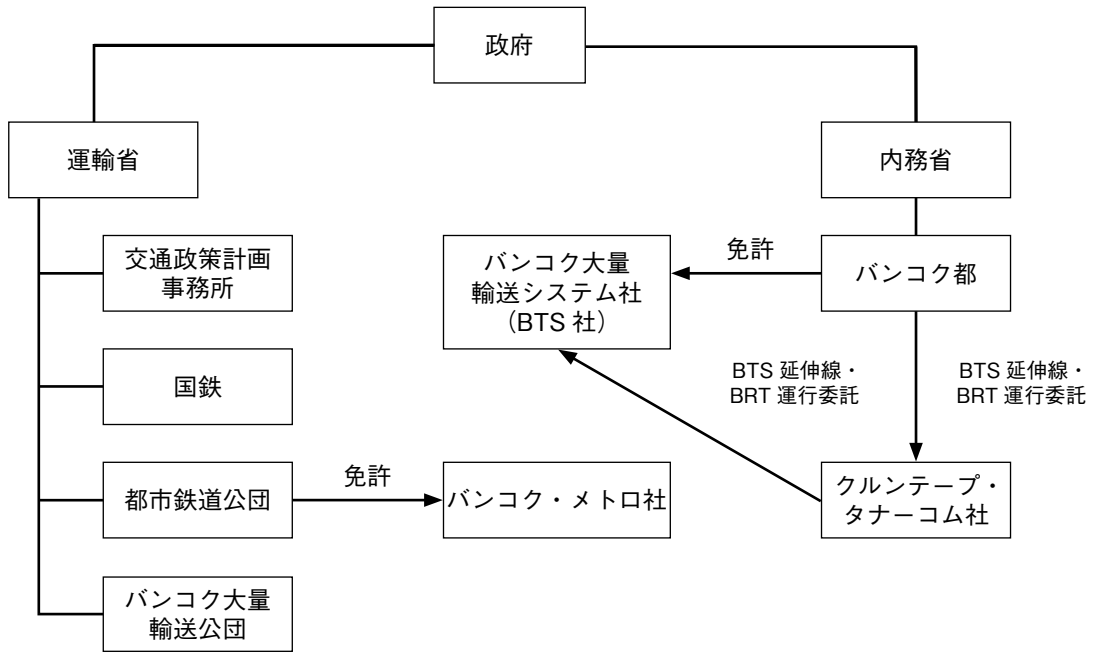 政府
運輸省
内務省
交通政策計画
事務所
バンコク大量
輸送システム社
（BTS 社）
免許
バンコク都
国鉄
BTS 延伸線・
BRT 運行委託
BTS 延伸線・
BRT 運行委託
都市鉄道公団
免許
バンコク・メトロ社
クルンテープ・
タナーコム社
バンコク大量
輸送公団